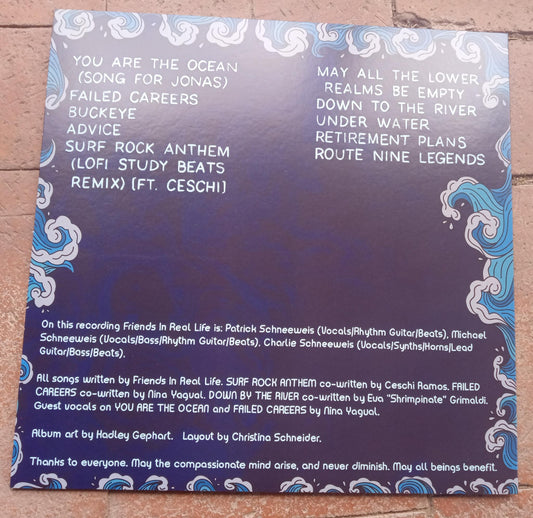 YOU ARE THE OCEAN
(SONG FOR JONAS)
FAILED CAREERS
BUCKEYE
ADVICE
SURF ROCK ANTHEM
(LOFI STUDY BEATS
REMIX) [FT. CESCHI]
MAY ALL THE LOWER
REALMS BE EMPTY
DOWN TO THE RIVER
UNDER WATER
RETIREMENT PLANS
ROUTE NINE LEGENDS
On this recording Friends In Real Life is: Patrick Schneeweis (Vocals/Rhythm Guitar/Beats), Michael
Schneeweis (Vocals/Bass/Rhythm Guitar/Beats), Charlie Schneeweis (Vocals/Synths/Horns/Lead
Guitar/Bass/Beats).
All songs written by Friends In Real Life. SURF ROCK ANTHEM co-written by Ceschi Ramos. FAILED
CAREERS co-written by Nina Yagual. DOWN BY THE RIVER co-written by Eva "Shrimpinate" Grimaldi.
Guest vocals on YOU ARE THE OCEAN and FAILED CAREERS by Nina Yagual.
Album art by Hadley Gephart. Layout by Christina Schneider.
Thanks to everyone. May the compassionate mind arise, and never diminish. May all beings benefit.